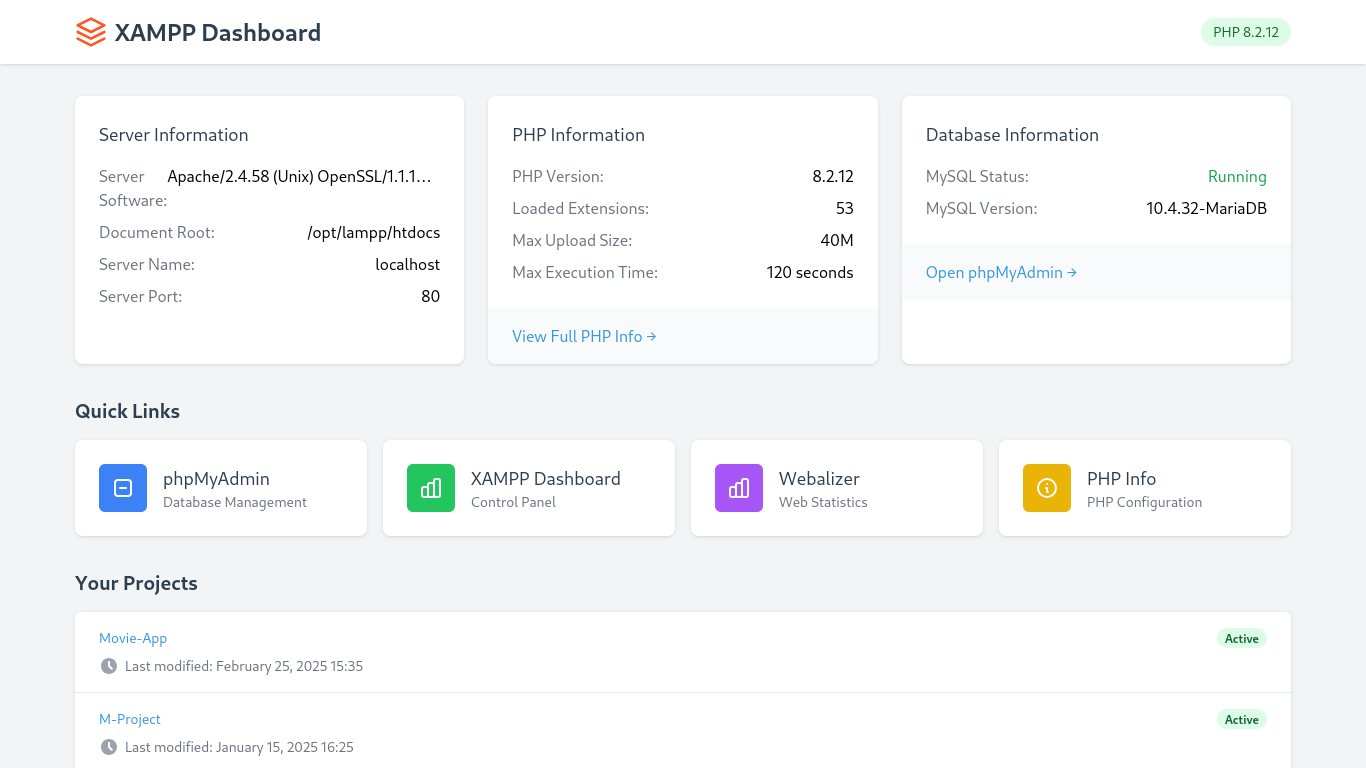 XAMPP Dashboard
PHP 8.2.12
Server Information
Server Software: Apache/2.4.58 (Unix) OpenSSL/1.1.1...
Document Root: /opt/lampp/htdocs
Server Name: localhost
Server Port: 80
PHP Information
PHP Version: 8.2.12
Loaded Extensions: 53
Max Upload Size: 40M
Max Execution Time: 120 seconds
View Full PHP Info →
Database Information
MySQL Status: Running
MySQL Version: 10.4.32-MariaDB
Open phpMyAdmin →
Quick Links
phpMyAdmin
Database Management
XAMPP Dashboard
Control Panel
Webalizer
Web Statistics
PHP Info
PHP Configuration
Your Projects
Movie-App
Active
Last modified: February 25, 2025 15:35
M-Project
Active
Last modified: January 15, 2025 16:25